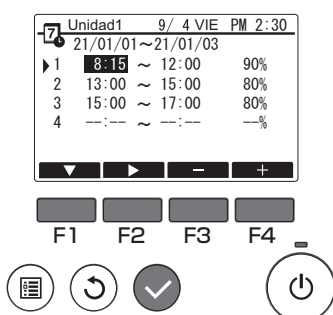 7 Unidad1 9/ 4 VIE PM 2:30
21/01/01～21/01/03
1 8:15 ～ 12:00 90%
2 13:00 ～ 15:00 80%
3 15:00 ～ 17:00 80%
4 --:-- ～ --:-- --%
▼ ▶ − +
F1 F2 F3 F4